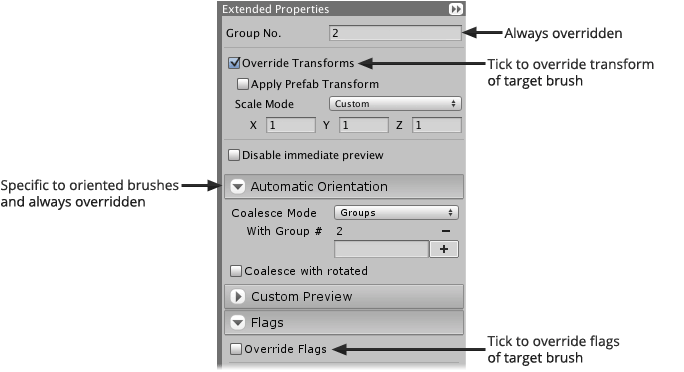 Extended Properties
Group No. 2
Always overridden
Override Transforms
Tick to override transform
of target brush
Apply Prefab Transform
Scale Mode Custom
X 1 Y 1 Z 1
Disable immediate preview
Specific to oriented brushes
and always overridden
Automatic Orientation
Coalesce Mode Groups
With Group # 2 −
+
Coalesce with rotated
Custom Preview
Flags
Override Flags
Tick to override flags
of target brush